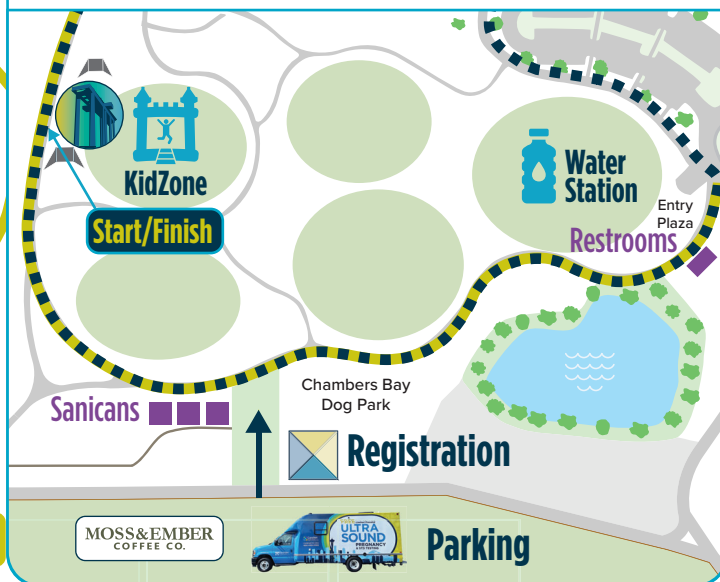 KidZone
Start/Finish
Water
Station
Entry
Plaza
Restrooms
Chambers Bay
Dog Park
Sanicans
Registration
MOSS&EMBER
COFFEE CO.
ULTRA
SOUND
PREGNANCY
Parking